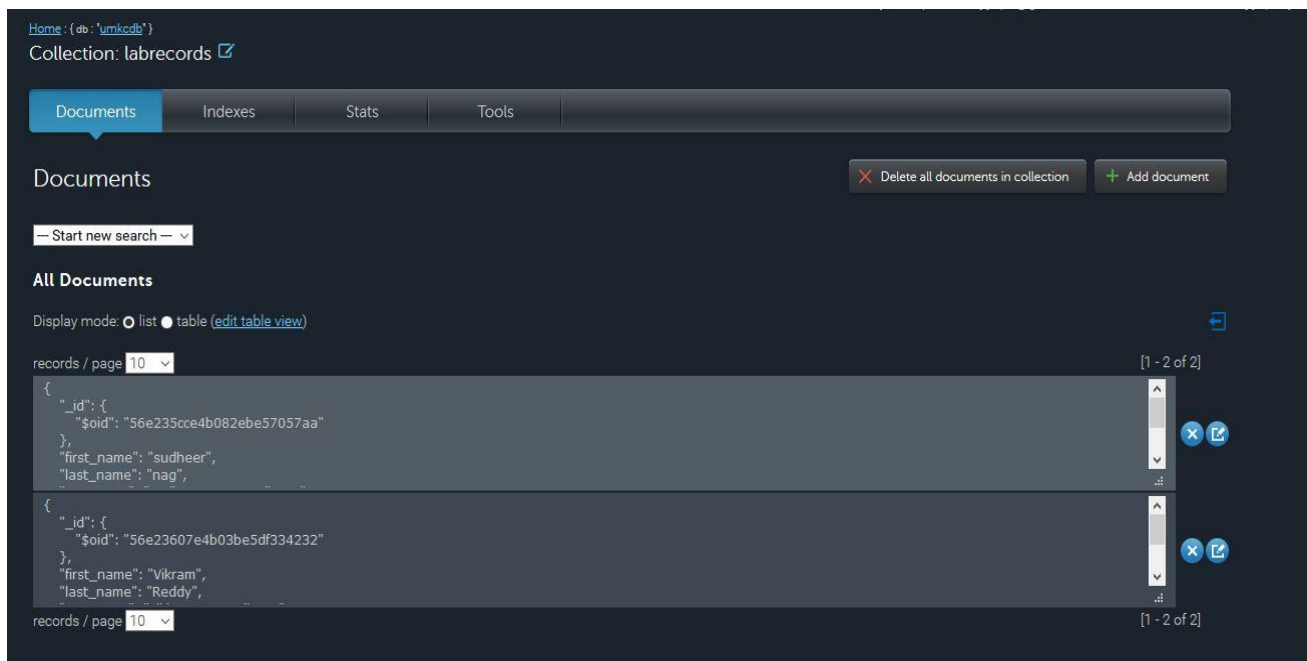 Home : { db : "umkcdb" }
Collection: labrecords
Documents Indexes Stats Tools
Documents
Delete all documents in collection
Add document
-- Start new search --
All Documents
Display mode: list table (edit table view)
records / page 10 [1 - 2 of 2]
{
"_id": {
"$oid": "56e235cce4b082ebe57057aa"
},
"first_name": "sudheer",
"last_name": "nag",
{
"_id": {
"$oid": "56e23607e4b03be5df334232"
},
"first_name": "Vikram",
"last_name": "Reddy",
records / page 10 [1 - 2 of 2]